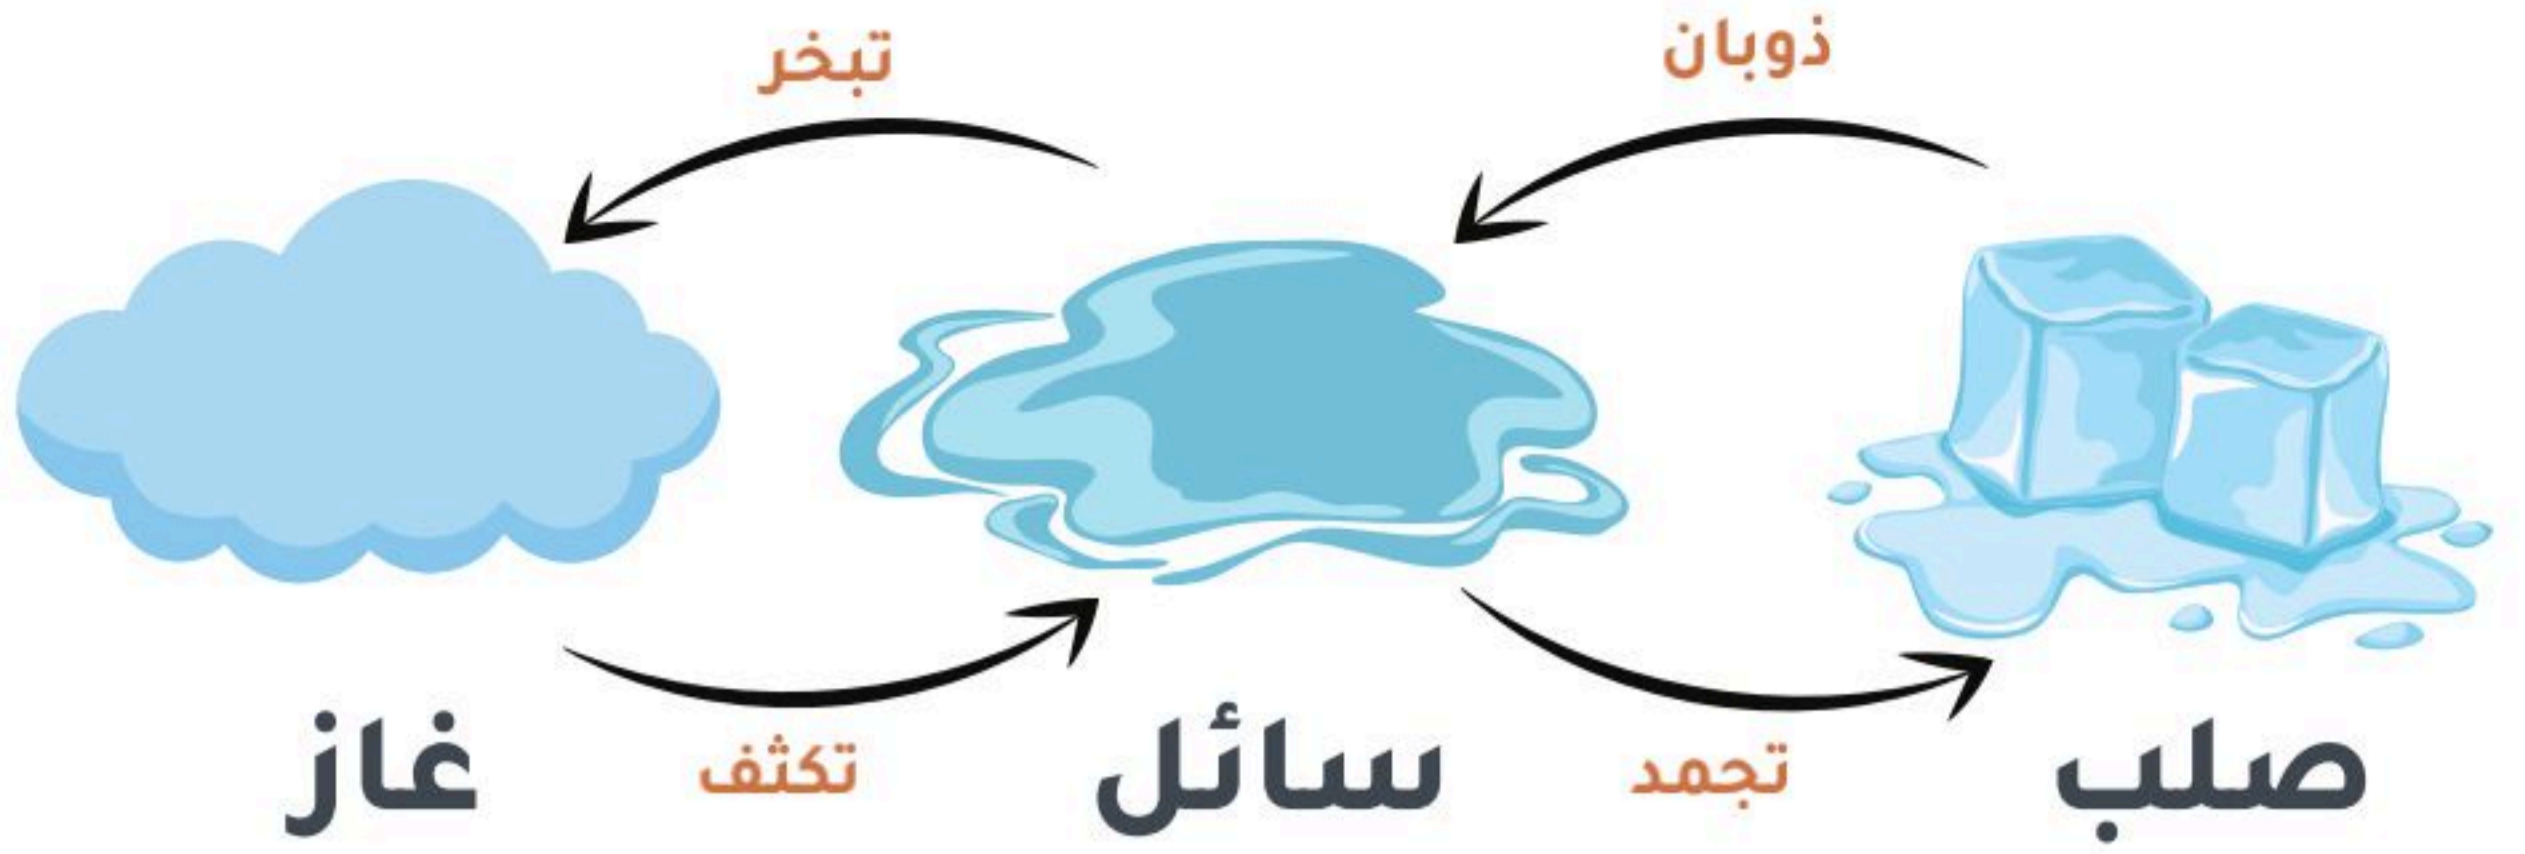 ذوبان
تبخر
صلب
تجمد
سائل
تكثف
غاز